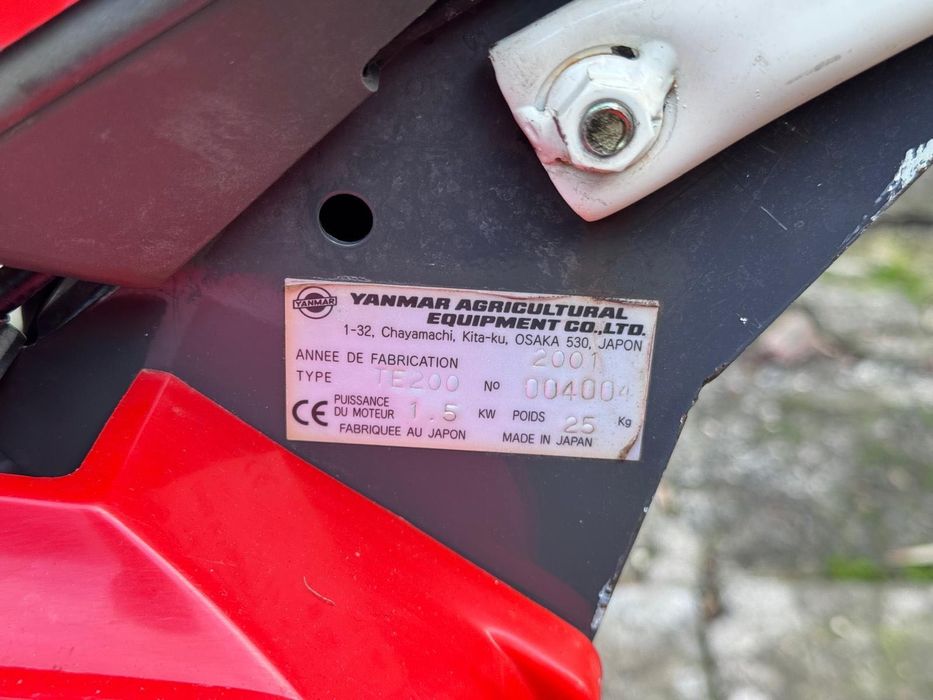 YANMAR
YANMAR AGRICULTURAL
EQUIPMENT CO.,LTD.
1-32, Chayamachi, Kita-ku, OSAKA 530, JAPON
ANNEE DE FABRICATION 2001
TYPE TE200 No 004004
CE PUISSANCE
DU MOTEUR 1.5 KW POIDS 25 Kg
FABRIQUEE AU JAPON MADE IN JAPAN